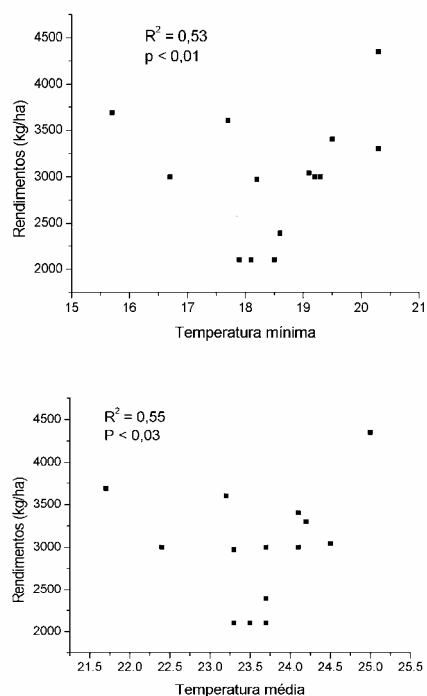 R² = 0,53
p < 0,01
Rendimentos (kg/ha)
4500
4000
3500
3000
2500
2000
15 16 17 18 19 20 21
Temperatura mínima
R² = 0,55
P < 0,03
Rendimentos (kg/ha)
4500
4000
3500
3000
2500
2000
21.5 22.0 22.5 23.0 23.5 24.0 24.5 25.0 25.5
Temperatura média